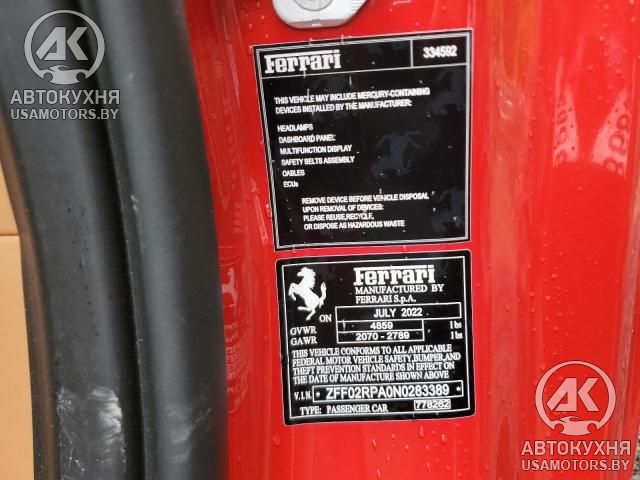 AK
АВТОКУХНЯ
USAMOTORS.BY
Ferrari 334592
THIS VEHICLE MAY INCLUDE MERCURY-CONTAINING
DEVICES INSTALLED BY THE MANUFACTURER:
HEADLAMPS
DASHBOARD PANEL:
MULTIFUNCTION DISPLAY
SAFETY BELTS ASSEMBLY
CABLES
ECUs
REMOVE DEVICE BEFORE VEHICLE DISPOSAL
UPON REMOVAL OF DEVICES:
PLEASE REUSE,RECYCLE,
OR DISPOSE AS HAZARDOUS WASTE
Ferrari
MANUFACTURED BY
FERRARI S.p.A.
ON JULY 2022
GVWR 4859 lbs
GAWR 2070 - 2789 lbs
THIS VEHICLE CONFORMS TO ALL APPLICABLE
FEDERAL MOTOR VEHICLE SAFETY, BUMPER, AND
THEFT PREVENTION STANDARDS IN EFFECT ON
THE DATE OF MANUFACTURE SHOWN ABOVE
V.I.N. * ZFF02RPA0N0283389 *
TYPE: PASSENGER CAR 778262
AK
АВТОКУХНЯ
USAMOTORS.BY